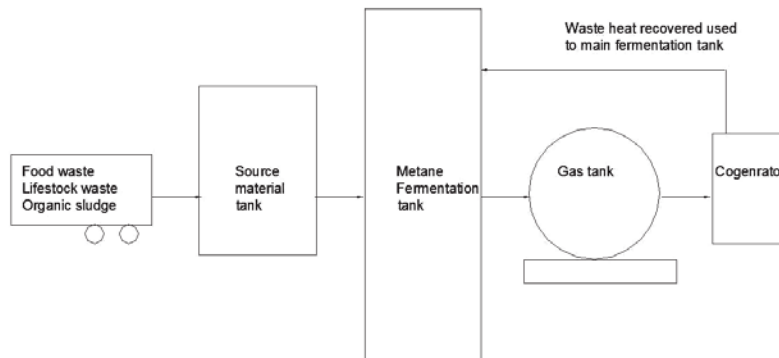 Waste heat recovered used
to main fermentation tank
Food waste
Lifestock waste
Organic sludge
Source
material
tank
Metane
Fermentation
tank
Gas tank
Cogenrato